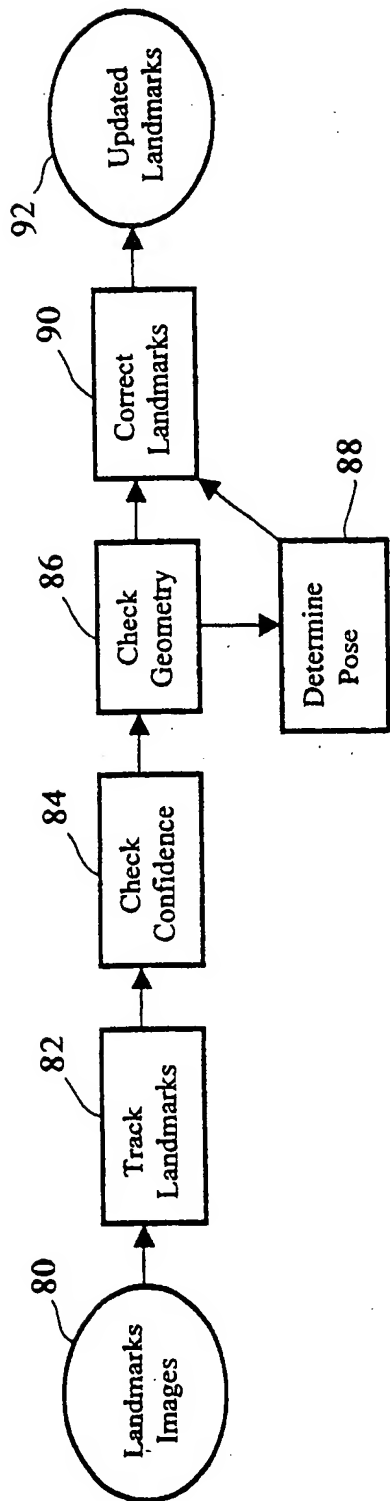 80
Landmarks
Images
82
Track
Landmarks
84
Check
Confidence
86
Check
Geometry
88
Determine
Pose
90
Correct
Landmarks
92
Updated
Landmarks